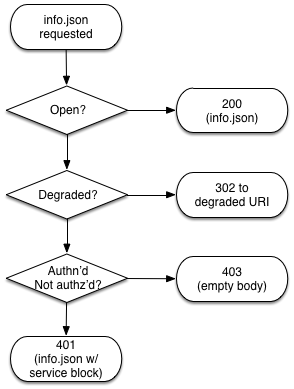 info.json
requested
Open?
200
(info.json)
Degraded?
302 to
degraded URI
Authn'd
Not authz'd?
403
(empty body)
401
(info.json w/
service block)